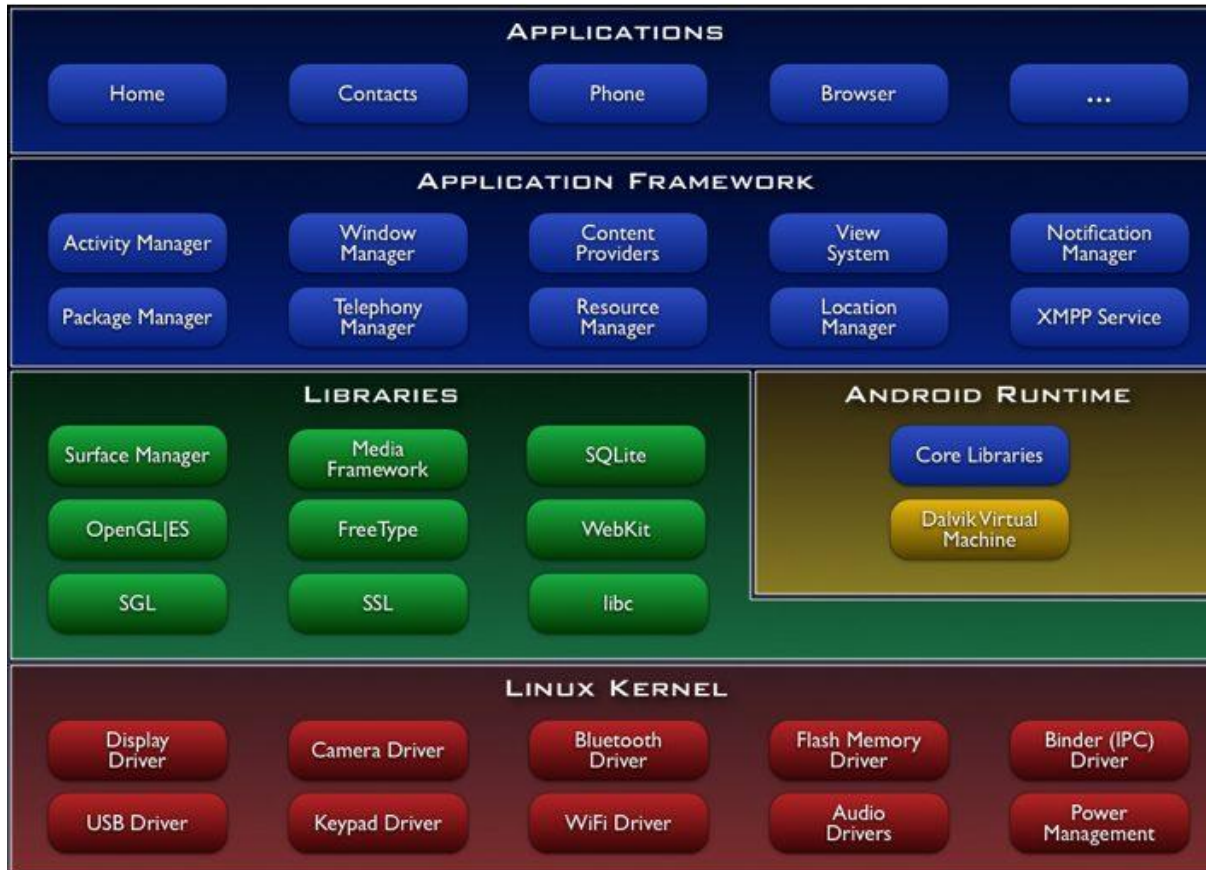 APPLICATIONS
Home
Contacts
Phone
Browser
...
APPLICATION FRAMEWORK
Activity Manager
Window
Manager
Content
Providers
View
System
Notification
Manager
Package Manager
Telephony
Manager
Resource
Manager
Location
Manager
XMPP Service
LIBRARIES
Surface Manager
Media
Framework
SQLite
OpenGL|ES
FreeType
WebKit
SGL
SSL
libc
ANDROID RUNTIME
Core Libraries
Dalvik Virtual
Machine
LINUX KERNEL
Display
Driver
Camera Driver
Bluetooth
Driver
Flash Memory
Driver
Binder (IPC)
Driver
USB Driver
Keypad Driver
WiFi Driver
Audio
Drivers
Power
Management